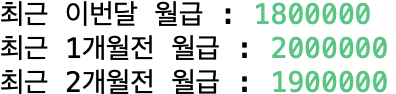 최근 이번달 월급 : 1800000
최근 1개월전 월급 : 2000000
최근 2개월전 월급 : 1900000